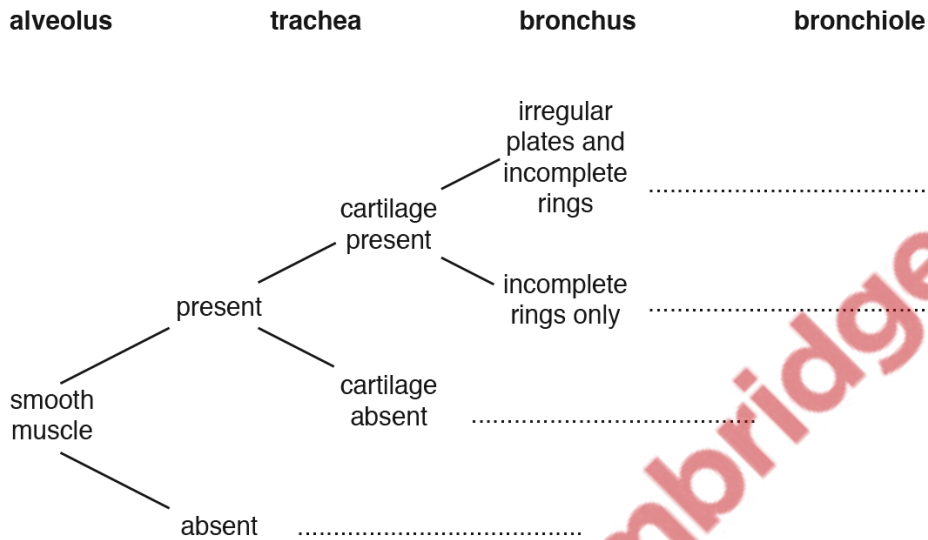 alveolus trachea bronchus bronchiole
irregular
plates and
incomplete
rings
cartilage
present
incomplete
rings only
present
cartilage
absent
smooth
muscle
absent
mbridge